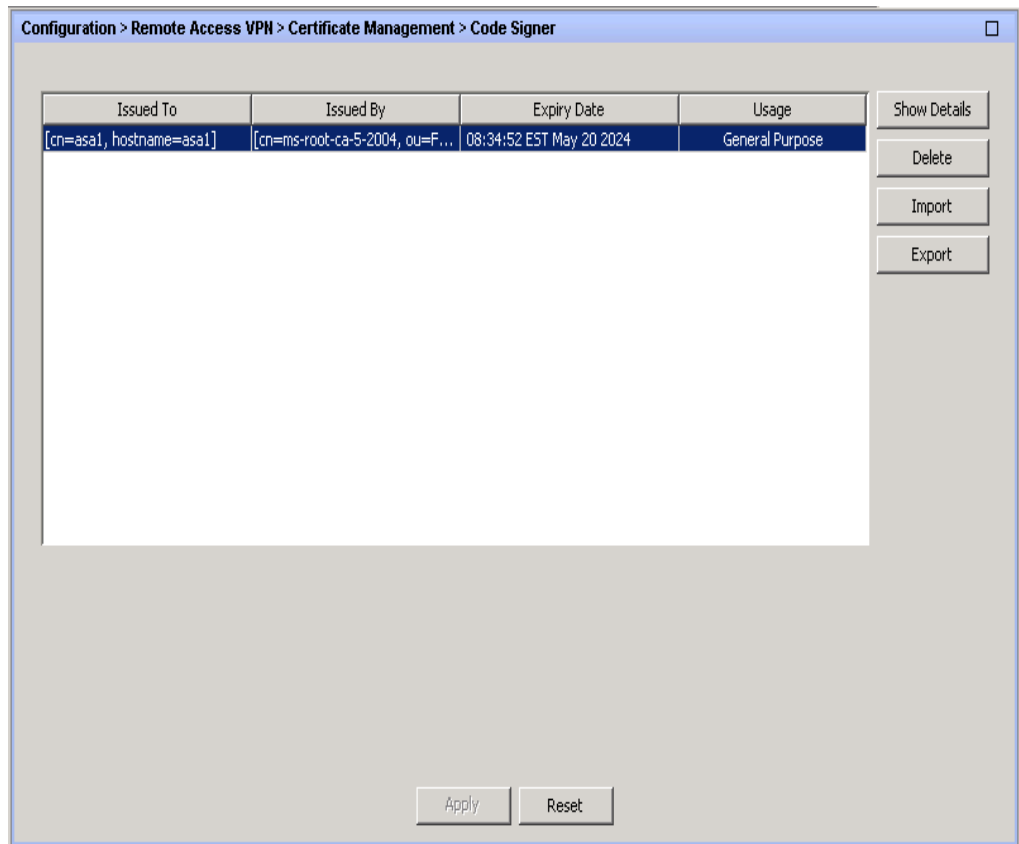 Configuration > Remote Access VPN > Certificate Management > Code Signer
Issued To Issued By Expiry Date Usage
[cn=asa1, hostname=asa1] [cn=ms-root-ca-5-2004, ou=F... 08:34:52 EST May 20 2024 General Purpose
Show Details
Delete
Import
Export
Apply Reset